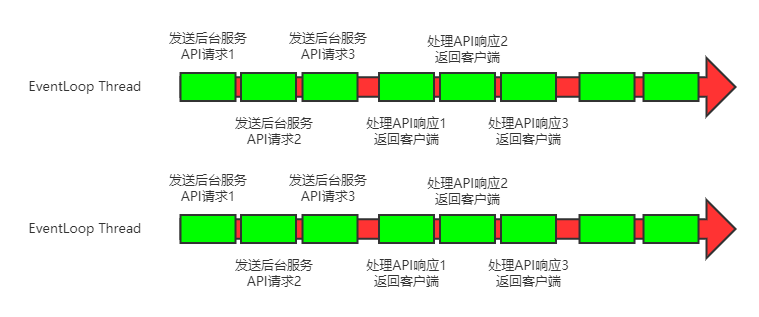 发送后台服务
API请求1
发送后台服务
API请求3
处理API响应2
返回客户端
EventLoop Thread
发送后台服务
API请求2
处理API响应1
返回客户端
处理API响应3
返回客户端
发送后台服务
API请求1
发送后台服务
API请求3
处理API响应2
返回客户端
EventLoop Thread
发送后台服务
API请求2
处理API响应1
返回客户端
处理API响应3
返回客户端